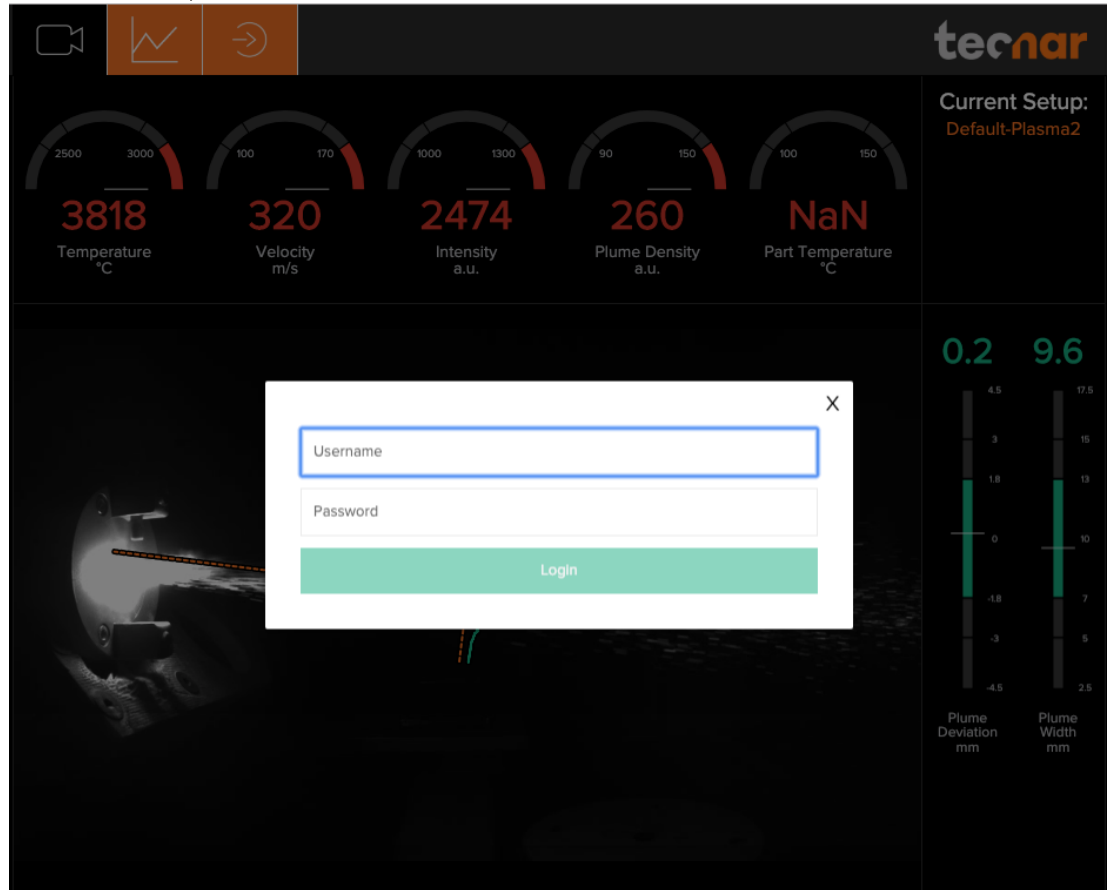 tecnar
Current Setup:
Default-Plasma2
2500 3000
3818
Temperature
°C
100 170
320
Velocity
m/s
1000 1300
2474
Intensity
a.u.
90 150
260
Plume Density
a.u.
100 150
NaN
Part Temperature
°C
X
Username
Password
Login
0.2
4.5
3
1.8
0
-1.8
-3
-4.5
Plume
Deviation
mm
9.6
17.5
15
13
10
7
5
2.5
Plume
Width
mm